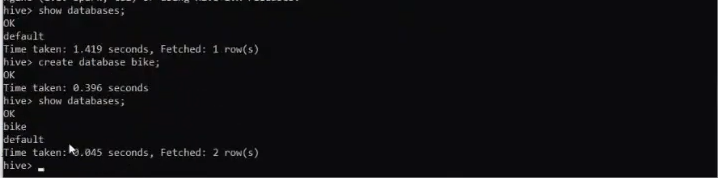 hive> show databases;
OK
default
Time taken: 1.419 seconds, Fetched: 1 row(s)
hive> create database bike;
OK
Time taken: 0.396 seconds
hive> show databases;
OK
bike
default
Time taken: 0.045 seconds, Fetched: 2 row(s)
hive>